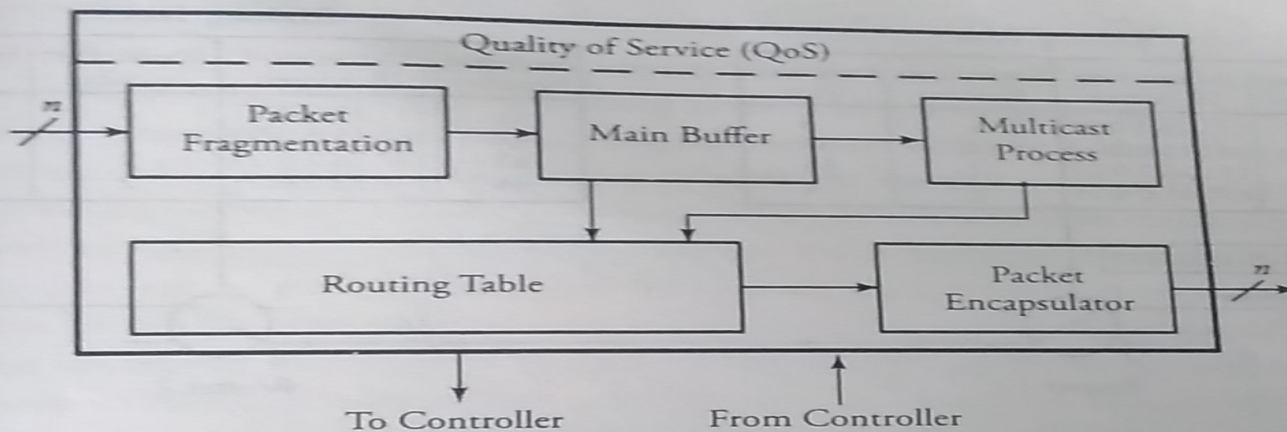 Quality of Service (QoS)
n
Packet
Fragmentation
Main Buffer
Multicast
Process
Routing Table
Packet
Encapsulator
n
To Controller
From Controller